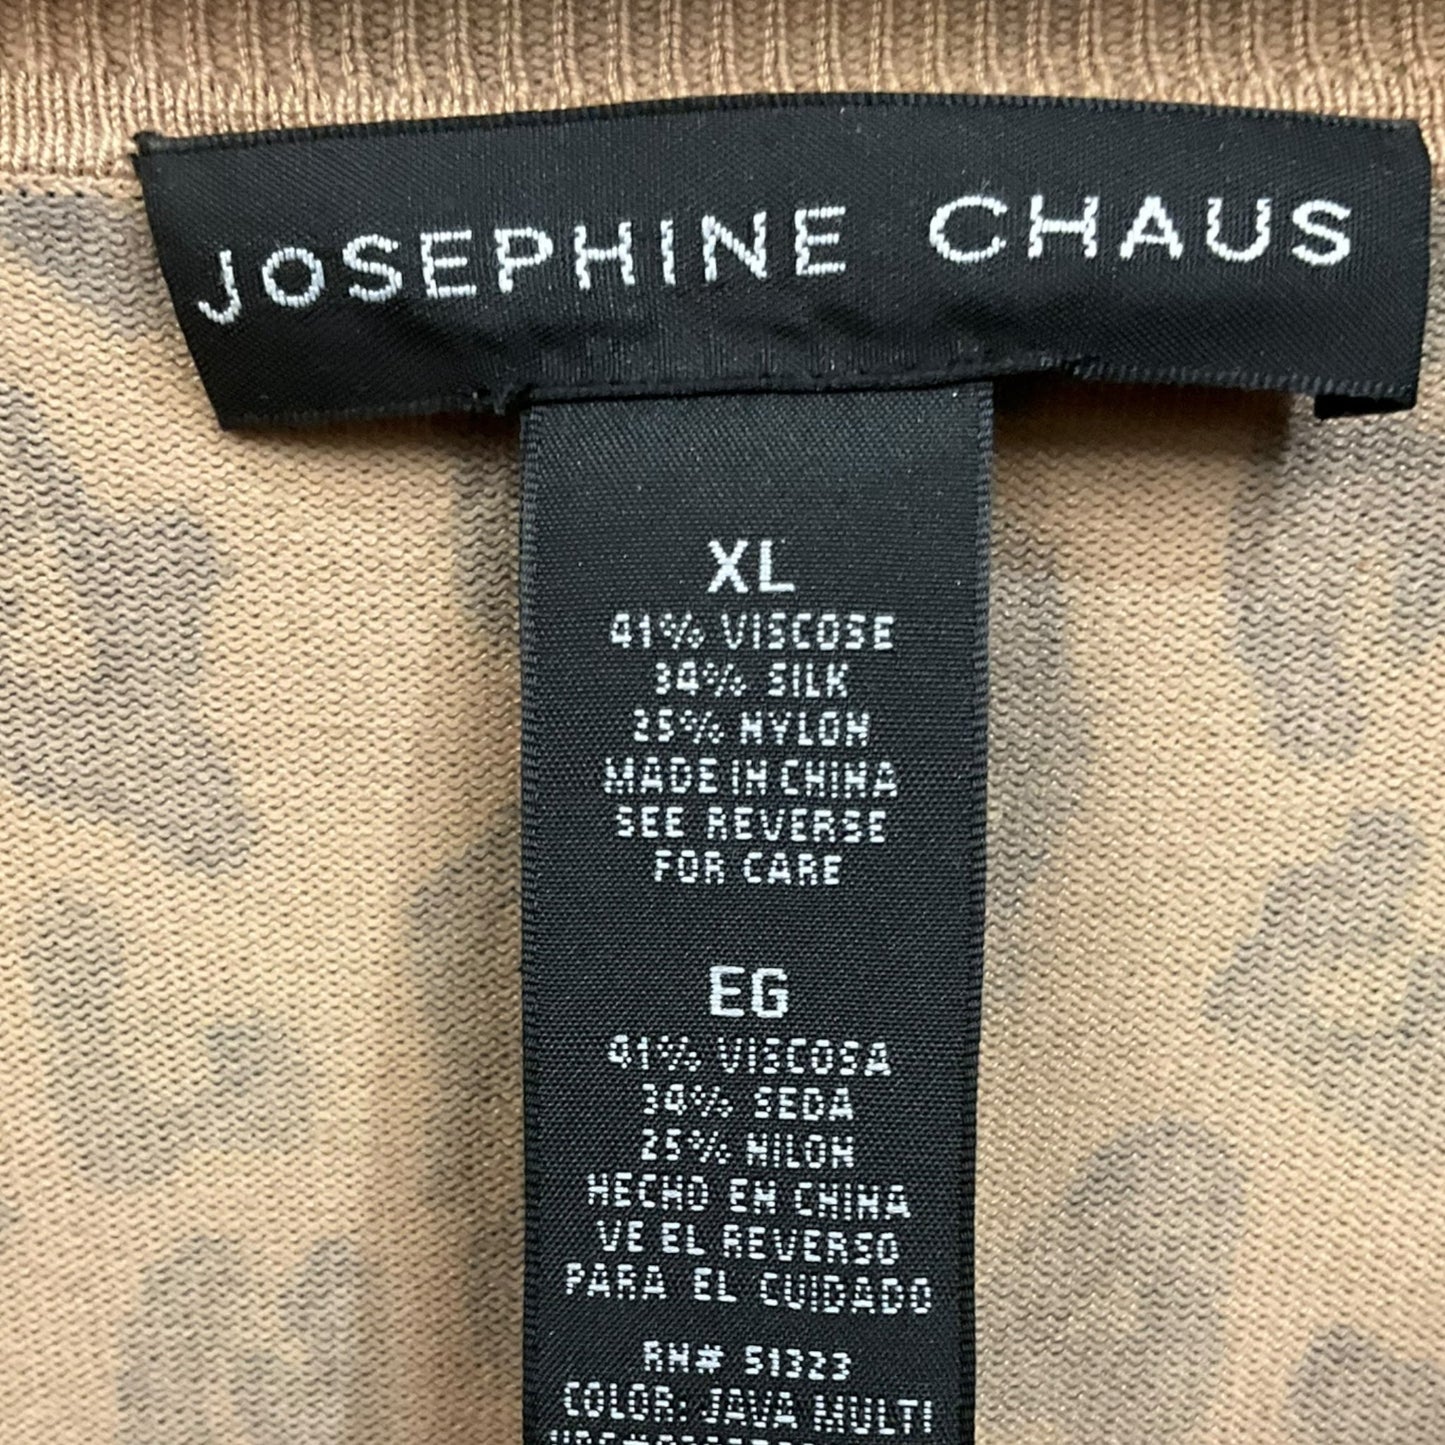 JOSEPHINE CHAUS
XL
41% VISCOSE
34% SILK
25% NYLON
MADE IN CHINA
SEE REVERSE
FOR CARE
EG
41% VISCOSA
34% SEDA
25% NILON
HECHO EN CHINA
VE EL REVERSO
PARA EL CUIDADO
RN# 51323
COLOR: JAVA MULTI